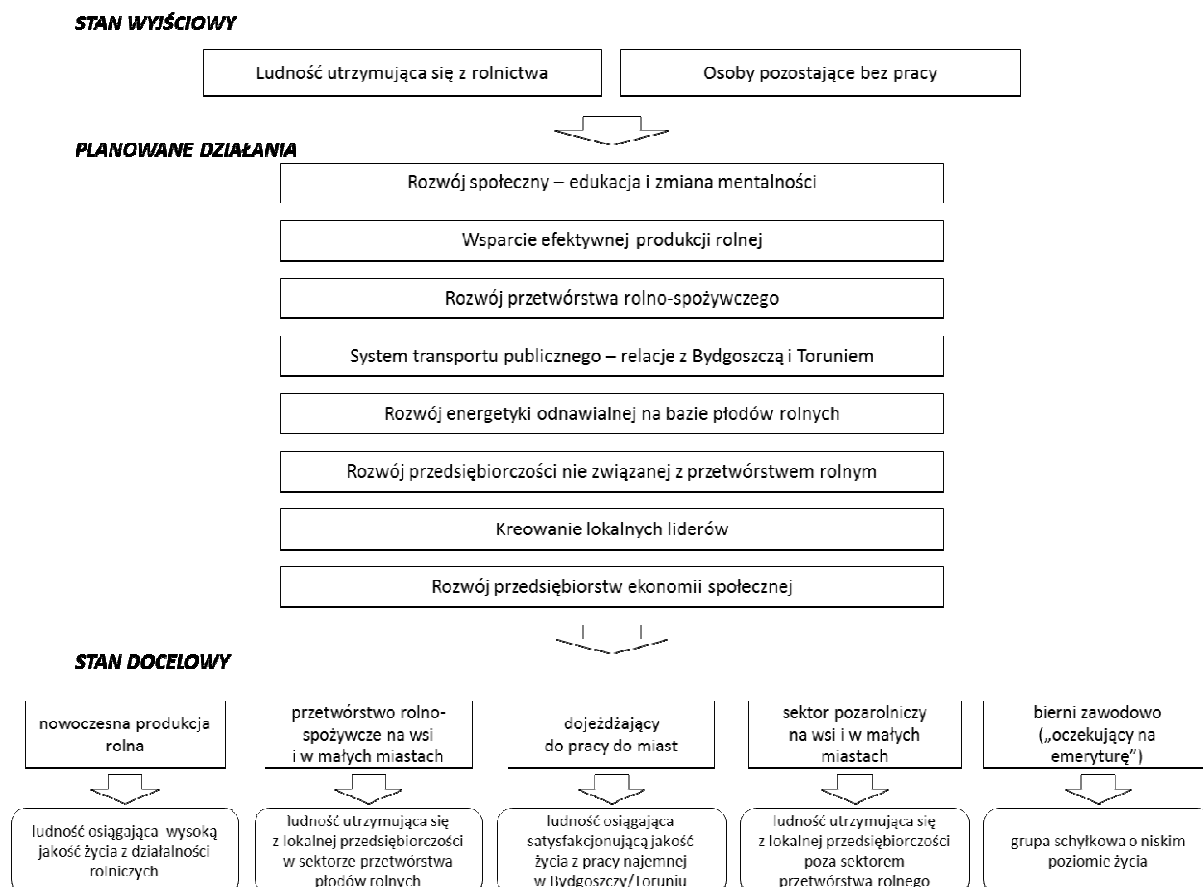 STAN WYJŚCIOWY
Ludność utrzymująca się z rolnictwa
Osoby pozostające bez pracy
PLANOWANE DZIAŁANIA
Rozwój społeczny – edukacja i zmiana mentalności
Wsparcie efektywnej produkcji rolnej
Rozwój przetwórstwa rolno-spożywczego
System transportu publicznego – relacje z Bydgoszczą i Toruniem
Rozwój energetyki odnawialnej na bazie płodów rolnych
Rozwój przedsiębiorczości nie związanej z przetwórstwem rolnym
Kreowanie lokalnych liderów
Rozwój przedsiębiorstw ekonomii społecznej
STAN DOCELOWY
nowoczesna produkcja
rolna
przetwórstwo rolno-
spożywcze na wsi
i w małych miastach
dojeżdżający
do pracy do miast
sektor pozarolniczy
na wsi i w małych
miastach
bierni zawodowo
(„oczekujący na
emeryturę”)
ludność osiągająca wysoką
jakość życia z działalności
rolniczych
ludność utrzymująca się
z lokalnej przedsiębiorczości
w sektorze przetwórstwa
płodów rolnych
ludność osiągająca
satysfakcjonującą jakość
życia z pracy najemnej
w Bydgoszczy/Toruniu
ludność utrzymująca się
z lokalnej przedsiębiorczości
poza sektorem
przetwórstwa rolnego
grupa schyłkowa o niskim
poziomie życia